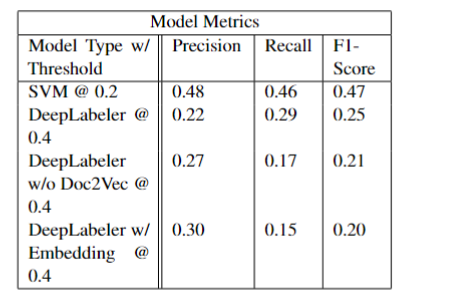 Model Metrics
Model Type w/ Precision Recall F1-
Threshold Score
SVM @ 0.2 0.48 0.46 0.47
DeepLabeler @ 0.22 0.29 0.25
0.4
DeepLabeler 0.27 0.17 0.21
w/o Doc2Vec @
0.4
DeepLabeler w/ 0.30 0.15 0.20
Embedding @
0.4